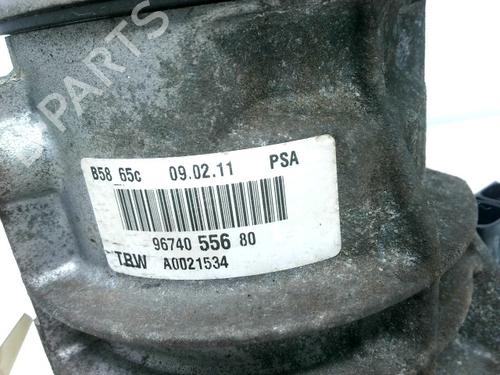 PARTS
B58 65c 09.02.11 PSA
96740 556 80
TRW A0021534